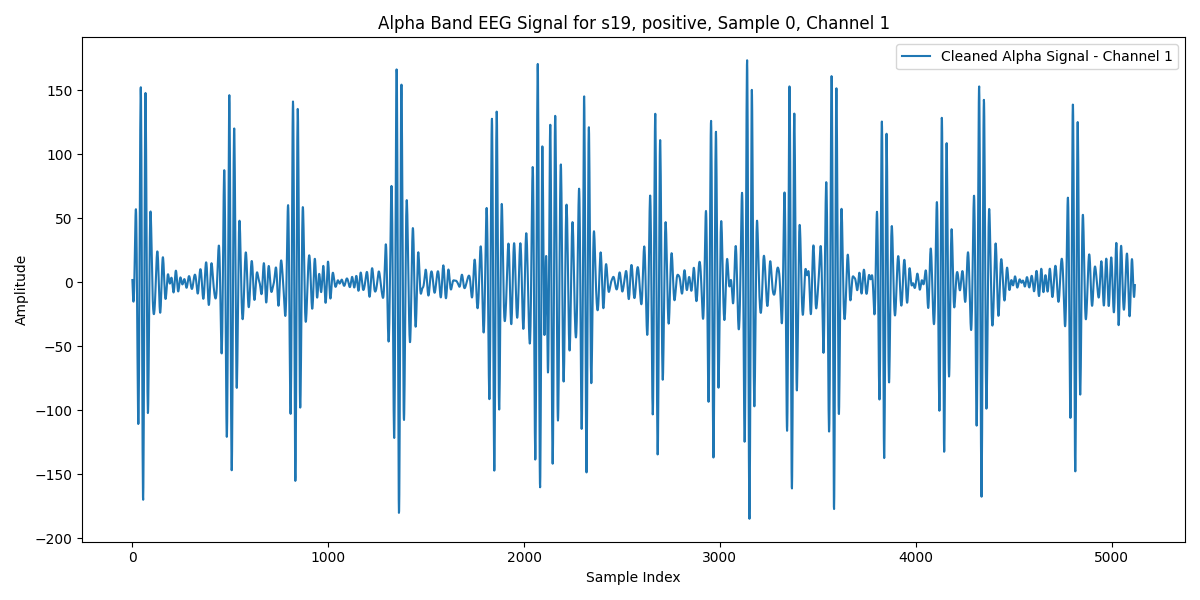 Alpha Band EEG Signal for s19, positive, Sample 0, Channel 1
Cleaned Alpha Signal - Channel 1
Amplitude
150
100
50
0
−50
−100
−150
−200
0 1000 2000 3000 4000 5000
Sample Index